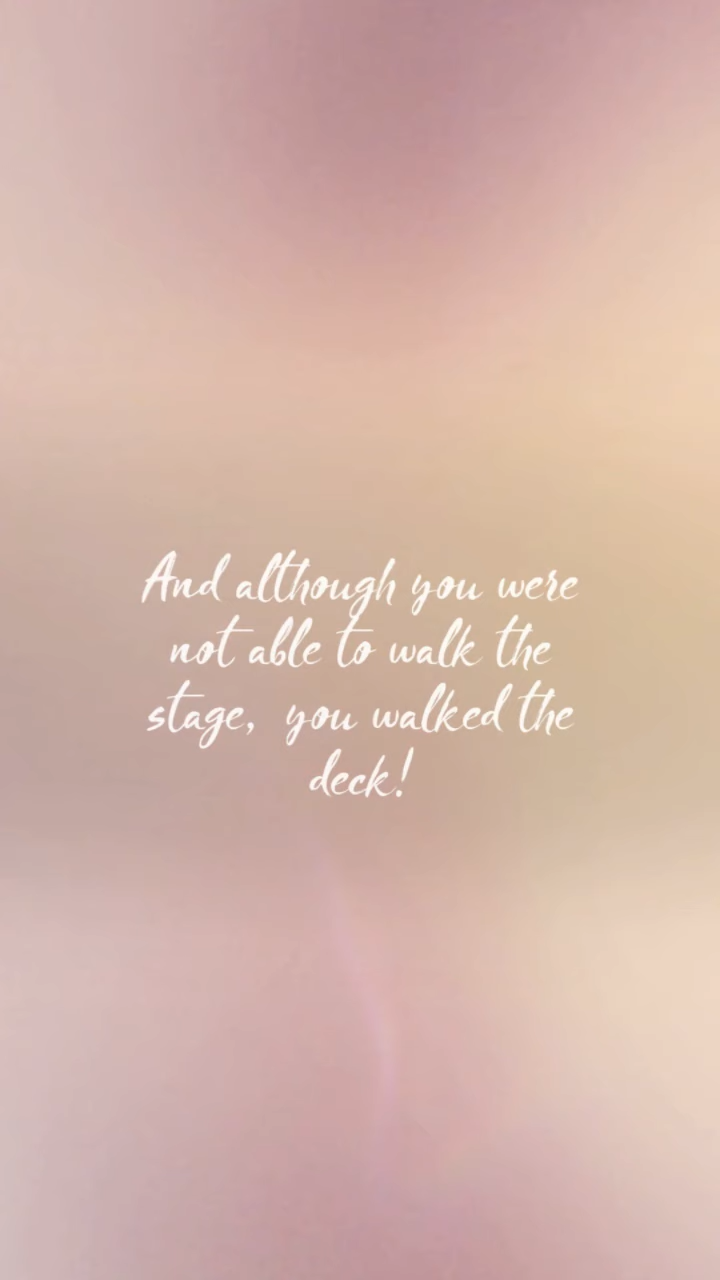 And although you were
not able to walk the
stage,  you walked the
deck!